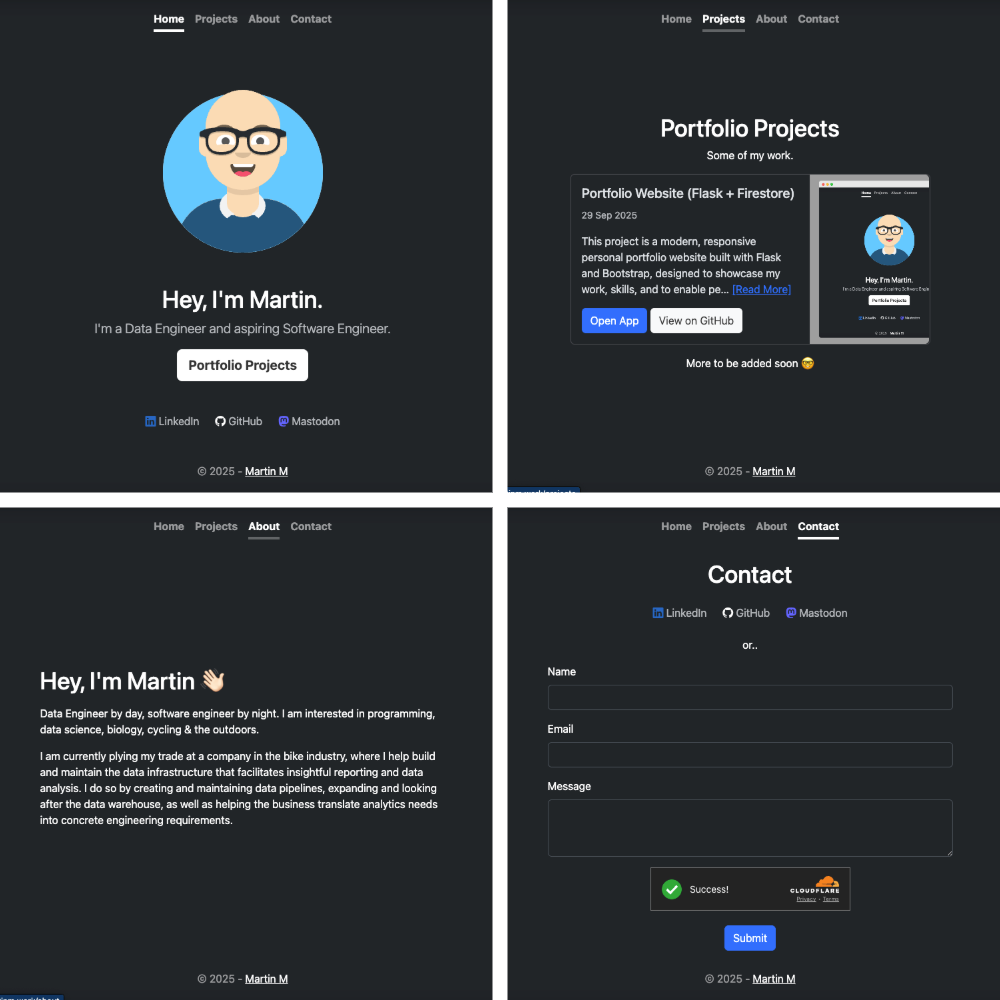 Home Projects About Contact
Hey, I'm Martin.
I'm a Data Engineer and aspiring Software Engineer.
Portfolio Projects
LinkedIn GitHub Mastodon
© 2025 - Martin M
Home Projects About Contact
Portfolio Projects
Some of my work.
Portfolio Website (Flask + Firestore)
29 Sep 2025
This project is a modern, responsive
personal portfolio website built with Flask
and Bootstrap, designed to showcase my
work, skills, and to enable pe... [Read More]
Open App View on GitHub
Home Projects About Contact
Hey, I'm Martin.
I'm a Data Engineer and aspiring Software Engin
Portfolio Projects
LinkedIn GitHub Mastodon
© 2025 Martin M
More to be added soon 🤓
© 2025 - Martin M
Home Projects About Contact
Hey, I'm Martin 👋🏻
Data Engineer by day, software engineer by night. I am interested in programming,
data science, biology, cycling & the outdoors.
I am currently plying my trade at a company in the bike industry, where I help build
and maintain the data infrastructure that facilitates insightful reporting and data
analysis. I do so by creating and maintaining data pipelines, expanding and looking
after the data warehouse, as well as helping the business translate analytics needs
into concrete engineering requirements.
© 2025 - Martin M
Home Projects About Contact
Contact
LinkedIn GitHub Mastodon
or..
Name
Email
Message
Success!
CLOUDFLARE
Privacy • Terms
Submit
© 2025 - Martin M